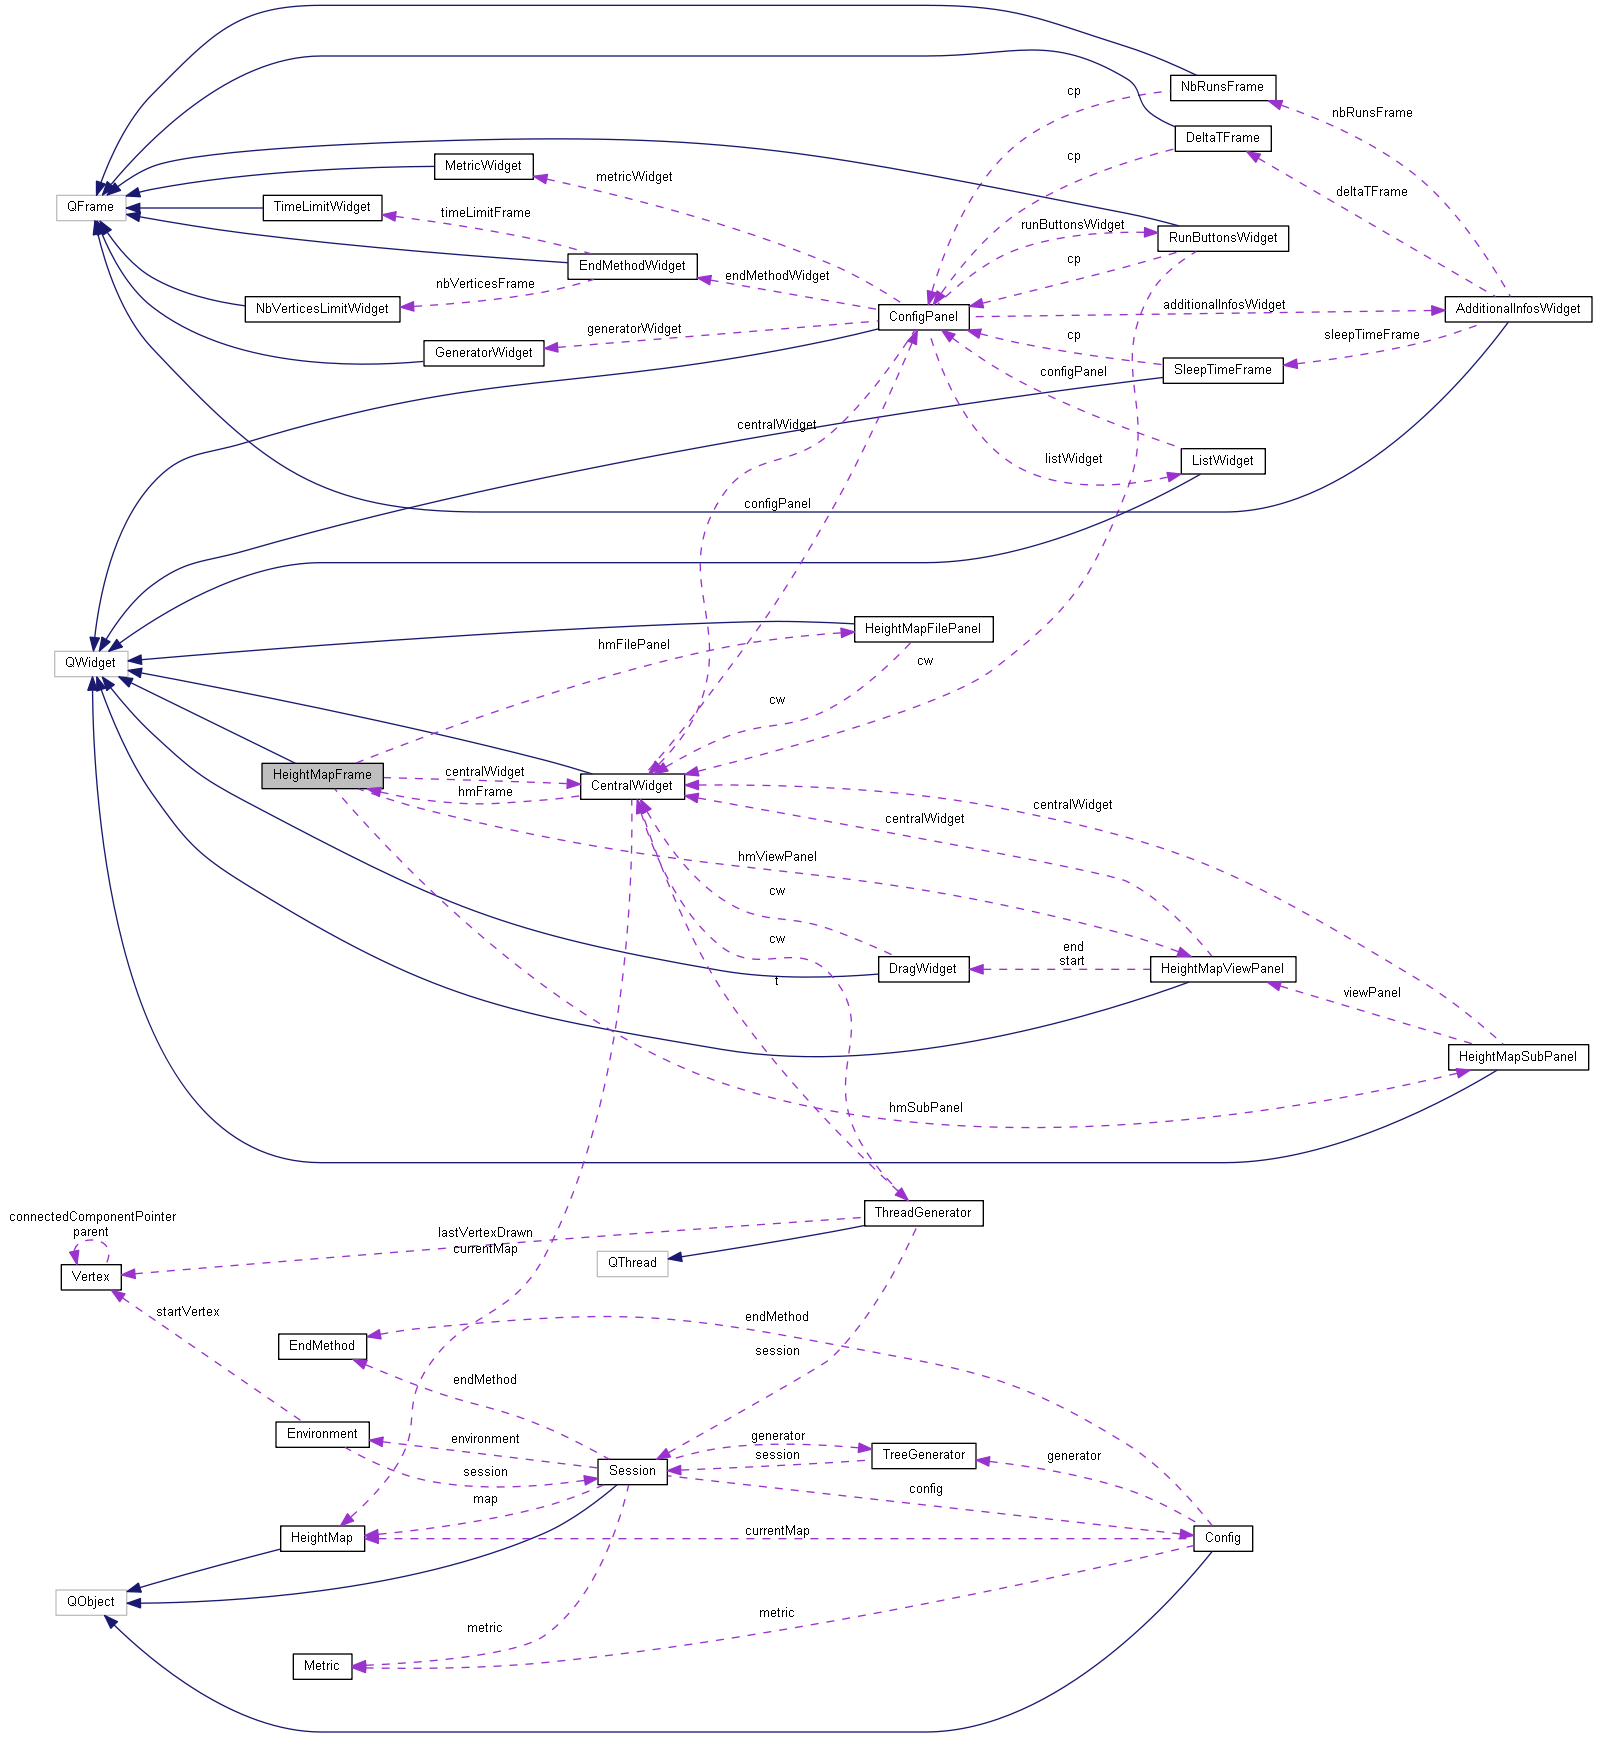 NbRunsFrame
cp
nbRunsFrame
DeltaTFrame
cp
MetricWidget
metricWidget
deltaTFrame
QFrame
TimeLimitWidget
timeLimitFrame
runButtonsWidget
RunButtonsWidget
EndMethodWidget
endMethodWidget
cp
nbVerticesFrame
NbVerticesLimitWidget
ConfigPanel
additionalInfosWidget
AdditionalInfosWidget
generatorWidget
cp
sleepTimeFrame
GeneratorWidget
configPanel
SleepTimeFrame
centralWidget
listWidget
ListWidget
configPanel
HeightMapFilePanel
hmFilePanel
QWidget
cw
cw
HeightMapFrame
centralWidget
hmFrame
CentralWidget
centralWidget
centralWidget
hmViewPanel
cw
cw
end
start
DragWidget
HeightMapViewPanel
t
viewPanel
HeightMapSubPanel
hmSubPanel
ThreadGenerator
connectedComponentPointer
parent
lastVertexDrawn
currentMap
QThread
Vertex
startVertex
endMethod
EndMethod
session
endMethod
Environment
environment
generator
TreeGenerator
session
generator
session
Session
config
map
HeightMap
currentMap
Config
QObject
metric
metric
Metric